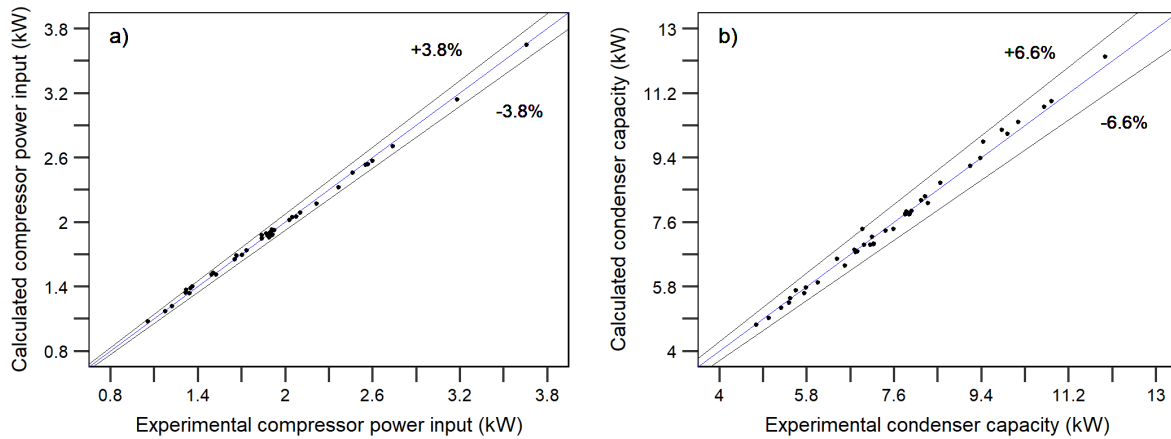 Calculated compressor power input (kW)
a)
+3.8%
-3.8%
3.8
3.2
2.6
2
1.4
0.8
0.8 1.4 2 2.6 3.2 3.8
Experimental compressor power input (kW)
Calculated condenser capacity (kW)
b)
+6.6%
-6.6%
13
11.2
9.4
7.6
5.8
4
4 5.8 7.6 9.4 11.2 13
Experimental condenser capacity (kW)